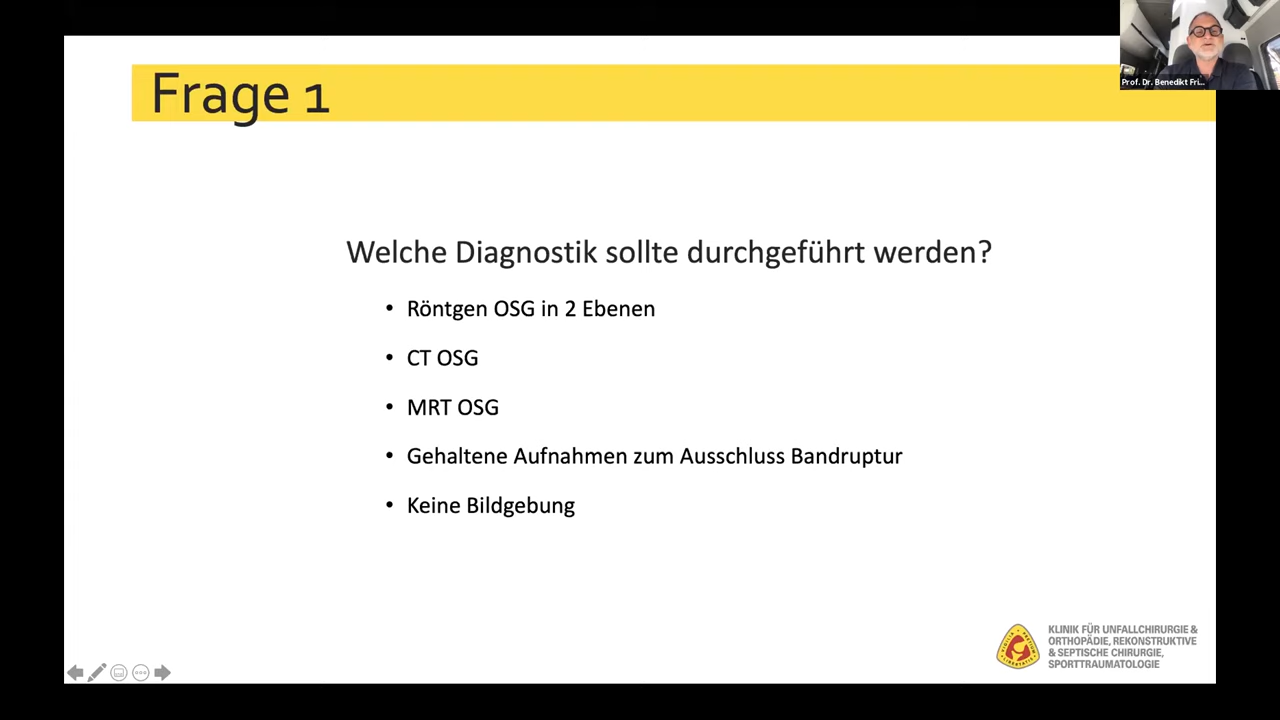 Prof. Dr. Benedikt Fri...
Frage 1
Welche Diagnostik sollte durchgeführt werden?
• Röntgen OSG in 2 Ebenen
• CT OSG
• MRT OSG
• Gehaltene Aufnahmen zum Ausschluss Bandruptur
• Keine Bildgebung
KLINIK FÜR UNFALLCHIRURGIE &
ORTHOPÄDIE, REKONSTRUKTIVE
& SEPTISCHE CHIRURGIE,
SPORTTRAUMATOLOGIE